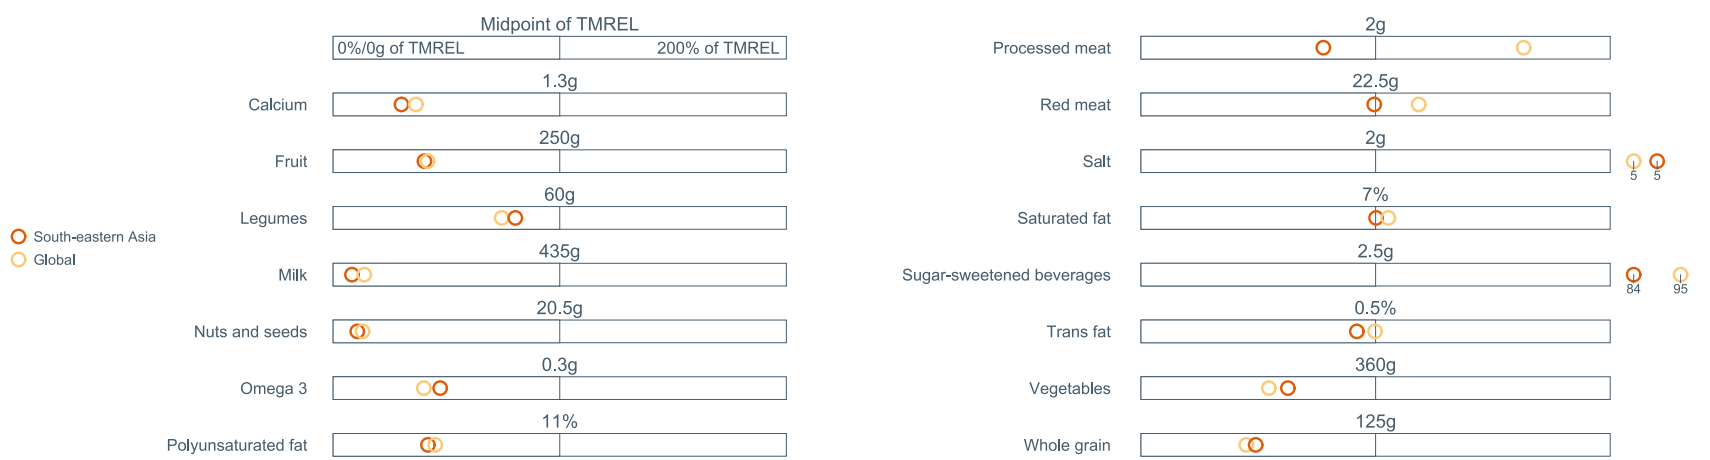 Midpoint of TMREL
0%/0g of TMREL 200% of TMREL
1.3g
Calcium
250g
Fruit
60g
Legumes
435g
Milk
20.5g
Nuts and seeds
0.3g
Omega 3
11%
Polyunsaturated fat
South-eastern Asia
Global
2g
Processed meat
22.5g
Red meat
2g
Salt
5 5
7%
Saturated fat
2.5g
Sugar-sweetened beverages
84 95
0.5%
Trans fat
360g
Vegetables
125g
Whole grain